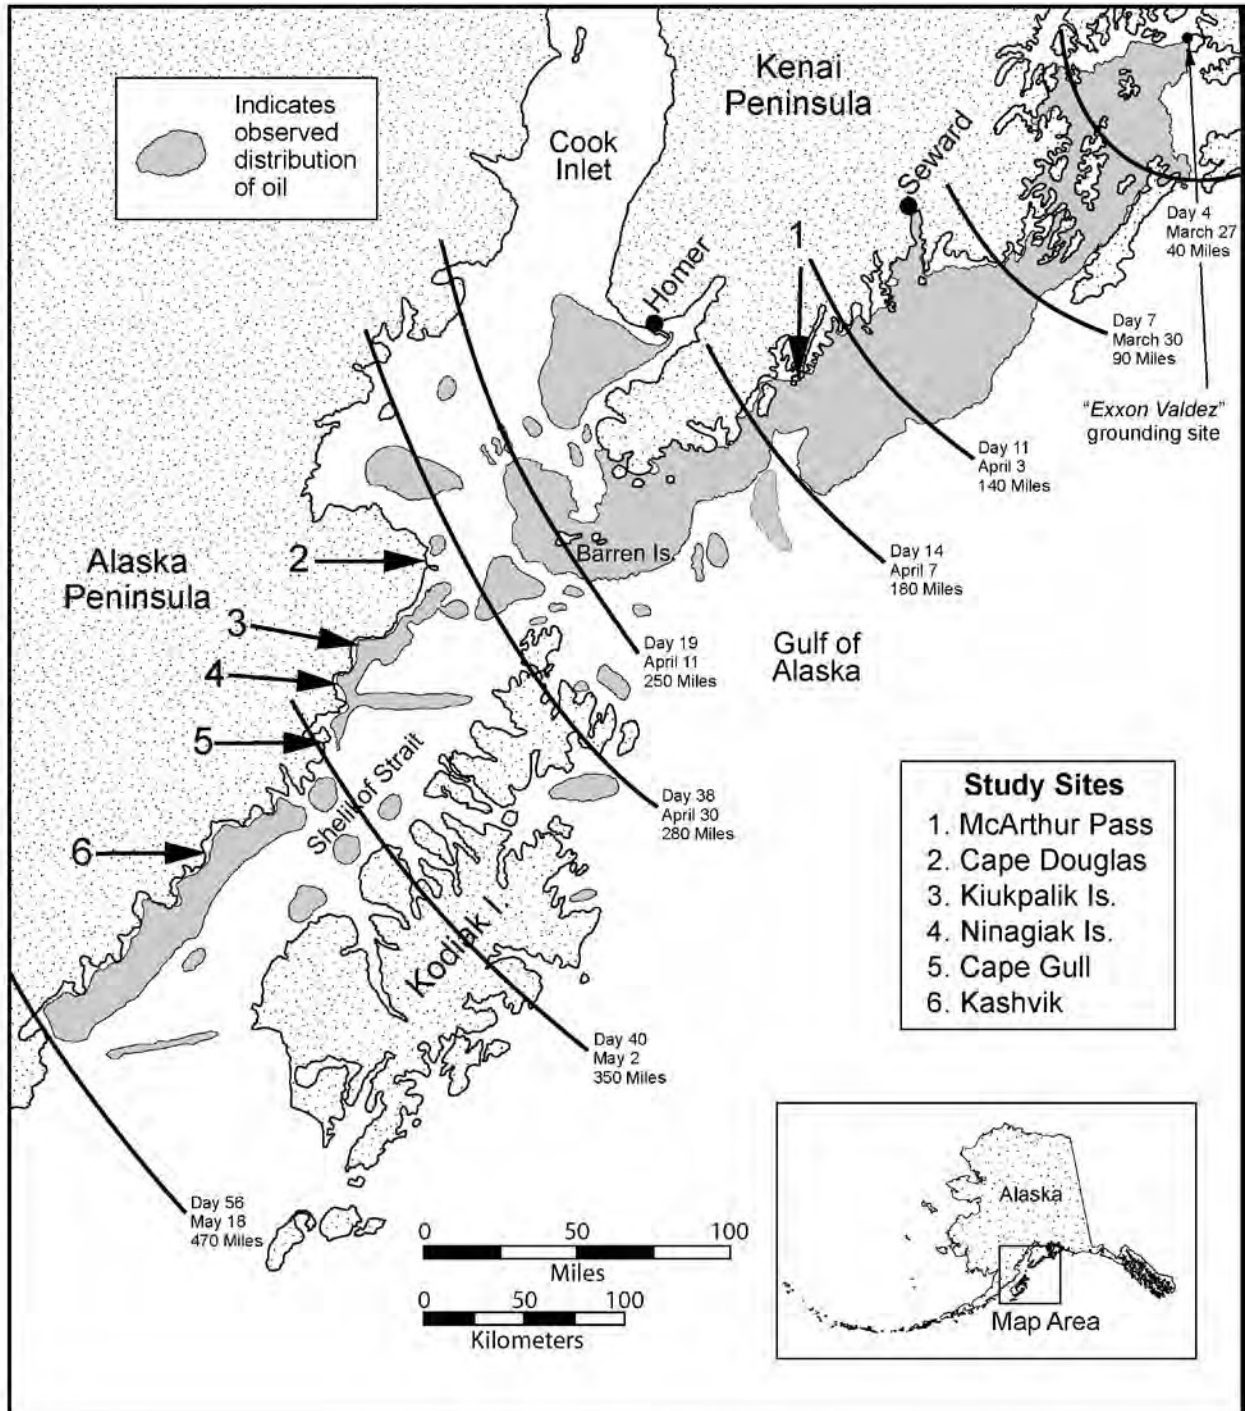 Indicates
observed
distribution
of oil
Cook
Inlet
Kenai
Peninsula
Seward
Homer
1
Day 4
March 27
40 Miles
Day 7
March 30
90 Miles
"Exxon Valdez"
grounding site
Day 11
April 3
140 Miles
Day 14
April 7
180 Miles
Barren Is.
Alaska
Peninsula
2
3
4
5
6
Day 19
April 11
250 Miles
Gulf of
Alaska
Shelikof Strait
Day 38
April 30
280 Miles
Kodiak I
Day 40
May 2
350 Miles
Day 56
May 18
470 Miles
Study Sites
1. McArthur Pass
2. Cape Douglas
3. Kiukpalik Is.
4. Ninagiak Is.
5. Cape Gull
6. Kashvik
0 50 100
Miles
0 50 100
Kilometers
Alaska
Map Area